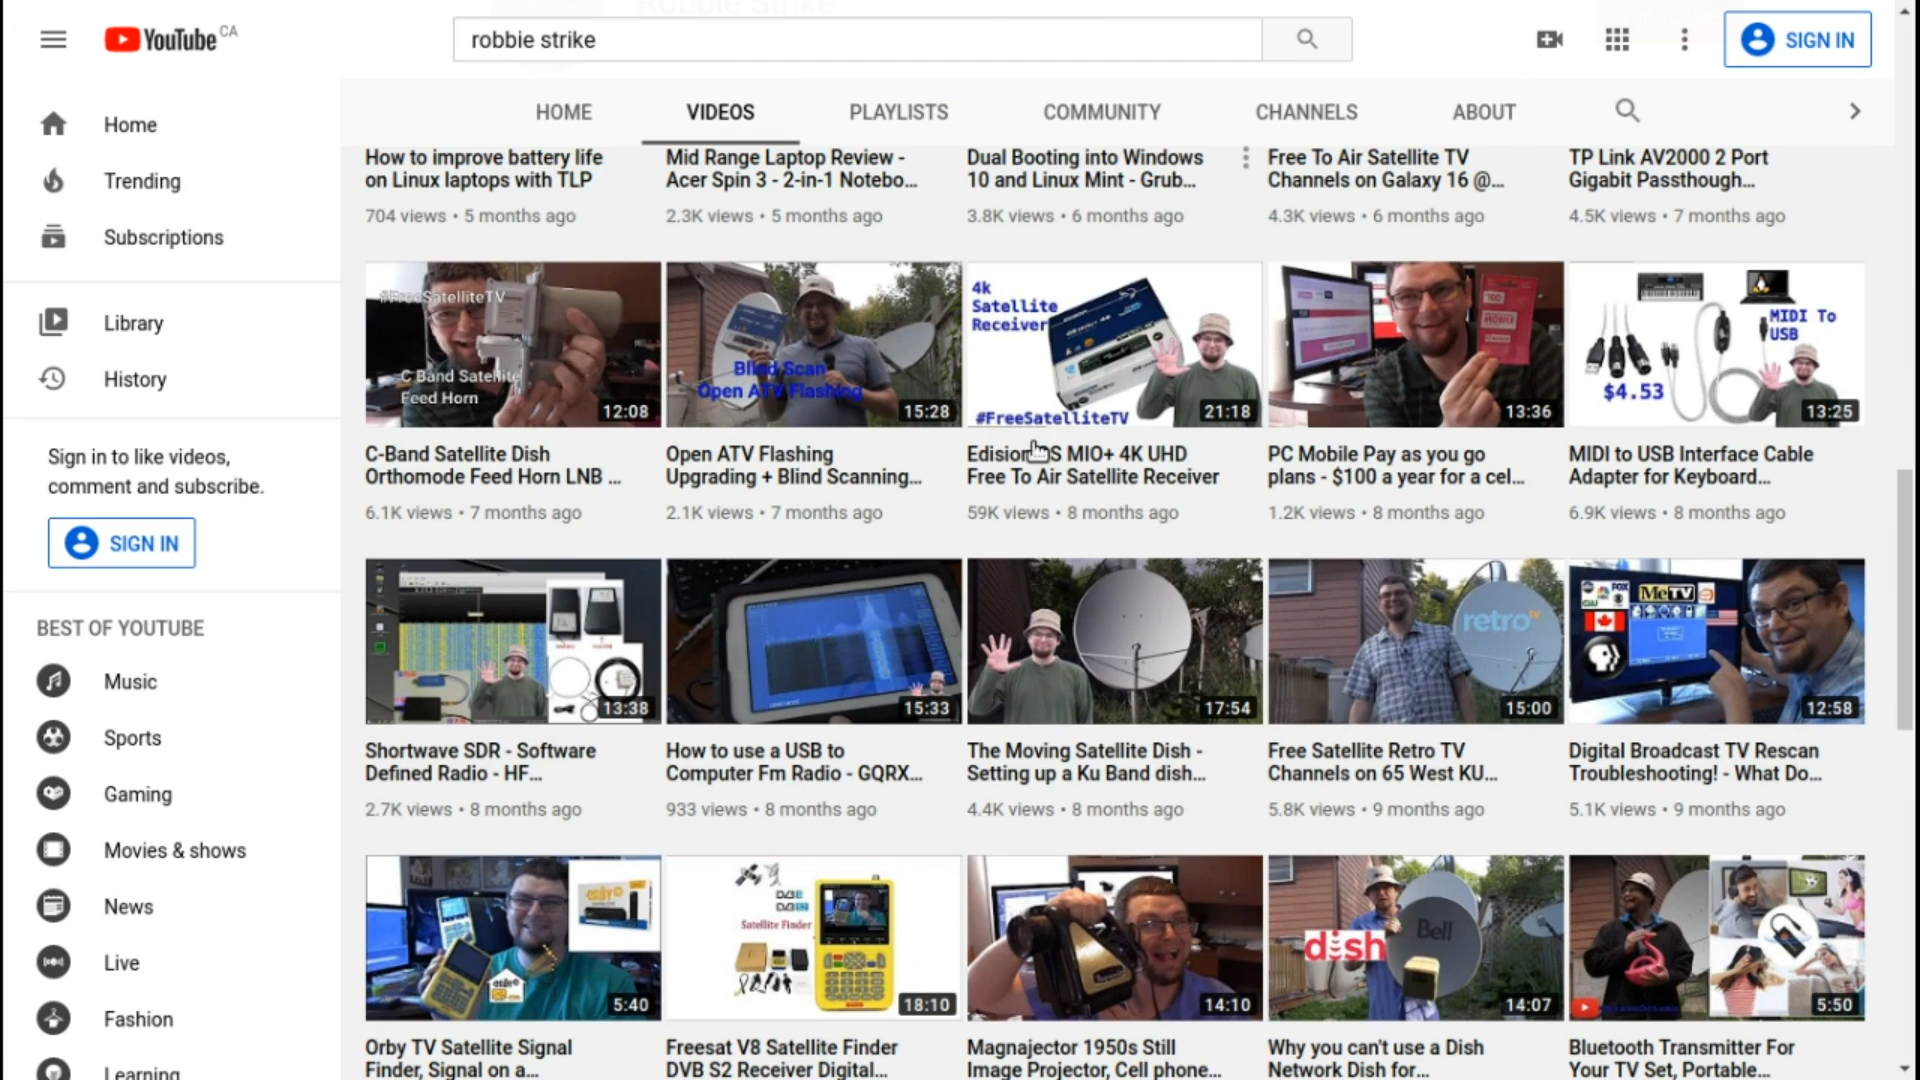 YouTube CA
robbie strike
SIGN IN
Home
Trending
Subscriptions
Library
History
Sign in to like videos,
comment and subscribe.
SIGN IN
BEST OF YOUTUBE
Music
Sports
Gaming
Movies & shows
News
Live
Fashion
Learning
HOME
VIDEOS
PLAYLISTS
COMMUNITY
CHANNELS
ABOUT
How to improve battery life
on Linux laptops with TLP
704 views • 5 months ago
Mid Range Laptop Review -
Acer Spin 3 - 2-in-1 Notebo...
2.3K views • 5 months ago
Dual Booting into Windows
10 and Linux Mint - Grub...
3.8K views • 6 months ago
Free To Air Satellite TV
Channels on Galaxy 16 @...
4.3K views • 6 months ago
TP Link AV2000 2 Port
Gigabit Passthough...
4.5K views • 7 months ago
#FreeSatelliteTV
C Band Satellite
Feed Horn
12:08
C-Band Satellite Dish
Orthomode Feed Horn LNB ...
6.1K views • 7 months ago
Blind Scan
Open ATV Flashing
15:28
Open ATV Flashing
Upgrading + Blind Scanning...
2.1K views • 7 months ago
4k
Satellite
Receiver
#FreeSatelliteTV
21:18
Edision OS MIO+ 4K UHD
Free To Air Satellite Receiver
59K views • 8 months ago
100
MOBILE
13:36
PC Mobile Pay as you go
plans - $100 a year for a cel...
1.2K views • 8 months ago
MIDI To
USB
$4.53
13:25
MIDI to USB Interface Cable
Adapter for Keyboard...
6.9K views • 8 months ago
13:38
Shortwave SDR - Software
Defined Radio - HF...
2.7K views • 8 months ago
15:33
How to use a USB to
Computer Fm Radio - GQRX...
933 views • 8 months ago
17:54
The Moving Satellite Dish -
Setting up a Ku Band dish...
4.4K views • 8 months ago
retro tv
15:00
Free Satellite Retro TV
Channels on 65 West KU...
5.8K views • 9 months ago
FOX
MeTV
CW
12:58
Digital Broadcast TV Rescan
Troubleshooting! - What Do...
5.1K views • 9 months ago
orby
5:40
Orby TV Satellite Signal
Finder, Signal on a...
DVB S2
Satellite Finder
18:10
Freesat V8 Satellite Finder
DVB S2 Receiver Digital...
14:10
Magnajector 1950s Still
Image Projector, Cell phone...
dish
Bell
14:07
Why you can't use a Dish
Network Dish for...
5:50
Bluetooth Transmitter For
Your TV Set, Portable...